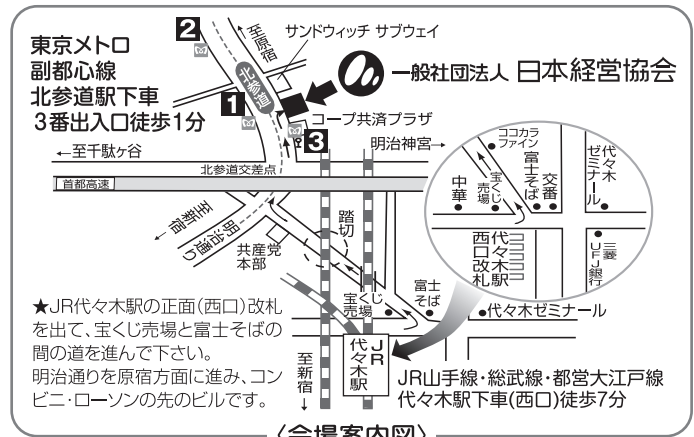 東京メトロ
副都心線
北参道駅下車
3番出入口徒歩1分
2
至原宿
サンドウィッチ サブウェイ
北参道
一般社団法人 日本経営協会
1
コープ共済プラザ
3
明治神宮→
←至千駄ヶ谷
北参道交差点
首都高速
至新宿
明治通り
共産党
本部
踏切
宝くじ
売場
富士
そば
代々木ゼミナール
JR
代々木駅
至新宿
ココカラ
ファイン
中華
宝くじ
売場
富士そば
交番
代々木
ゼミナール
代々木駅
西口改札
三菱
UFJ銀行
★JR代々木駅の正面(西口)改札
を出て、宝くじ売場と富士そばの
間の道を進んで下さい。
明治通りを原宿方面に進み、コン
ビニ・ローソンの先のビルです。
JR山手線・総武線・都営大江戸線
代々木駅下車(西口)徒歩7分
〈会場案内図〉